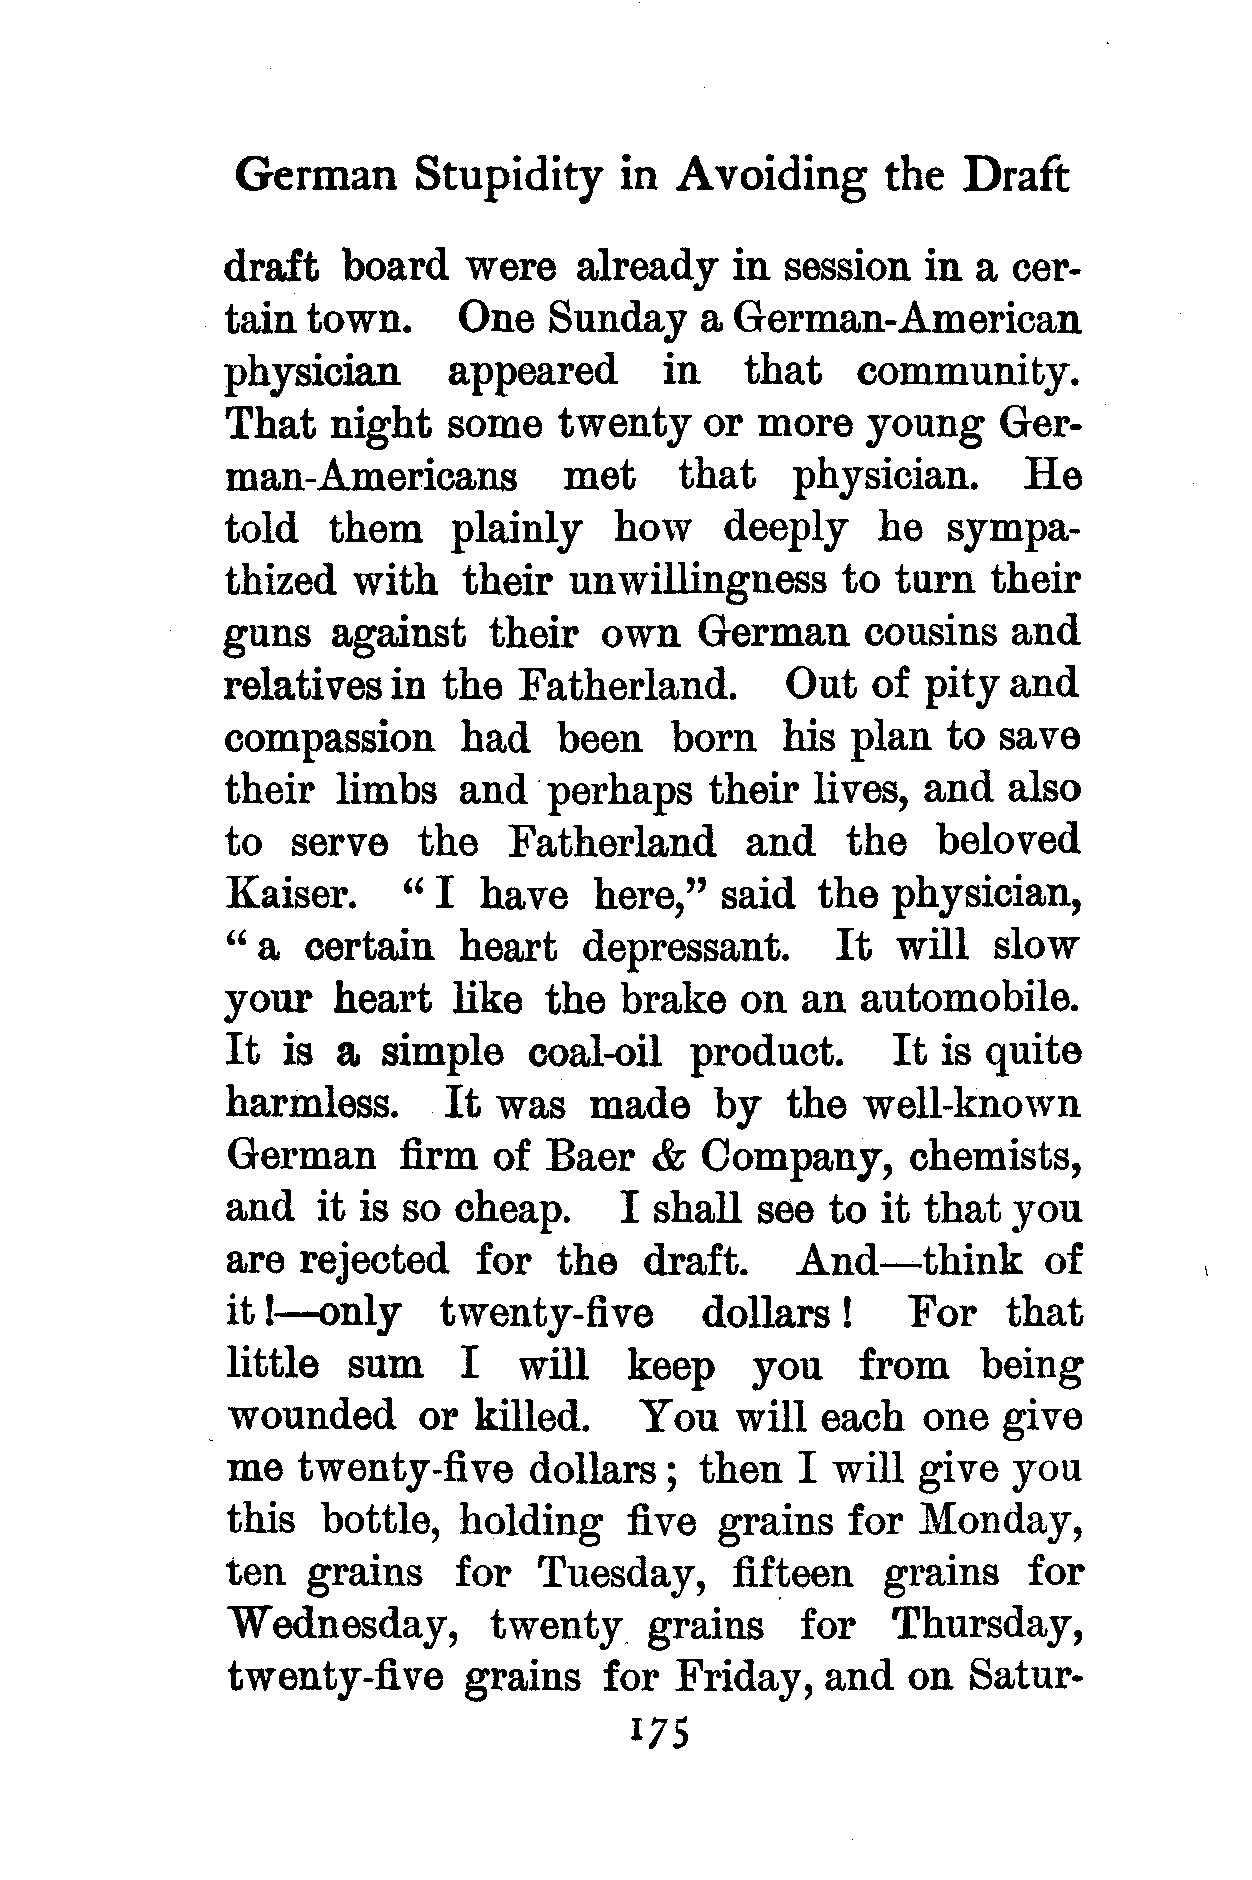 German Stupidity in Avoiding the Draft
draft board were already in session in a cer-
tain town. One Sunday a German-American
physician appeared in that community.
That night some twenty or more young Ger-
man-Americans met that physician. He
told them plainly how deeply he sympa-
thized with their unwillingness to turn their
guns against their own German cousins and
relatives in the Fatherland. Out of pity and
compassion had been born his plan to save
their limbs and perhaps their lives, and also
to serve the Fatherland and the beloved
Kaiser. “ I have here,” said the physician,
“ a certain heart depressant. It will slow
your heart like the brake on an automobile.
It is a simple coal-oil product. It is quite
harmless. It was made by the well-known
German firm of Baer & Company, chemists,
and it is so cheap. I shall see to it that you
are rejected for the draft. And—think of
it !—only twenty-five dollars ! For that
little sum I will keep you from being
wounded or killed. You will each one give
me twenty-five dollars ; then I will give you
this bottle, holding five grains for Monday,
ten grains for Tuesday, fifteen grains for
Wednesday, twenty grains for Thursday,
twenty-five grains for Friday, and on Satur-
175